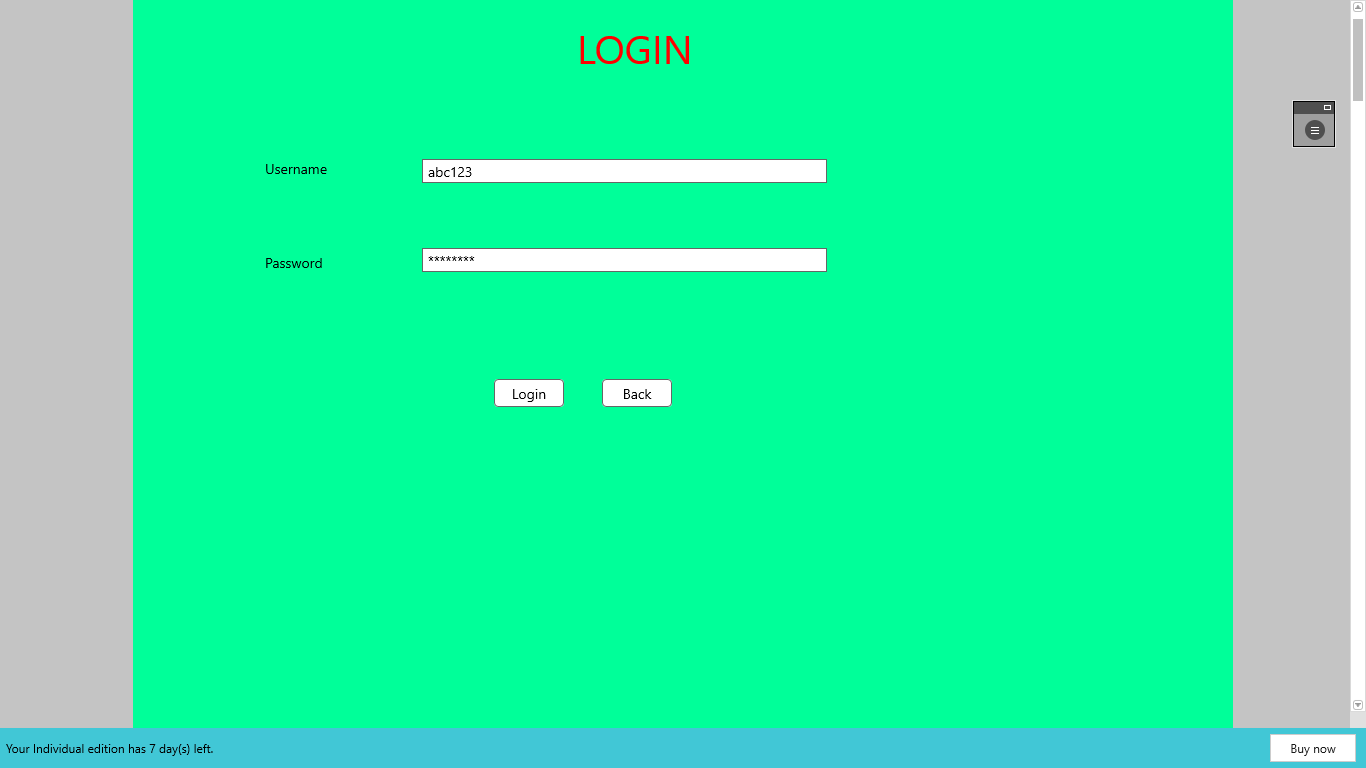 LOGIN
Username
abc123
Password
********
Login
Back
Your Individual edition has 7 day(s) left.
Buy now